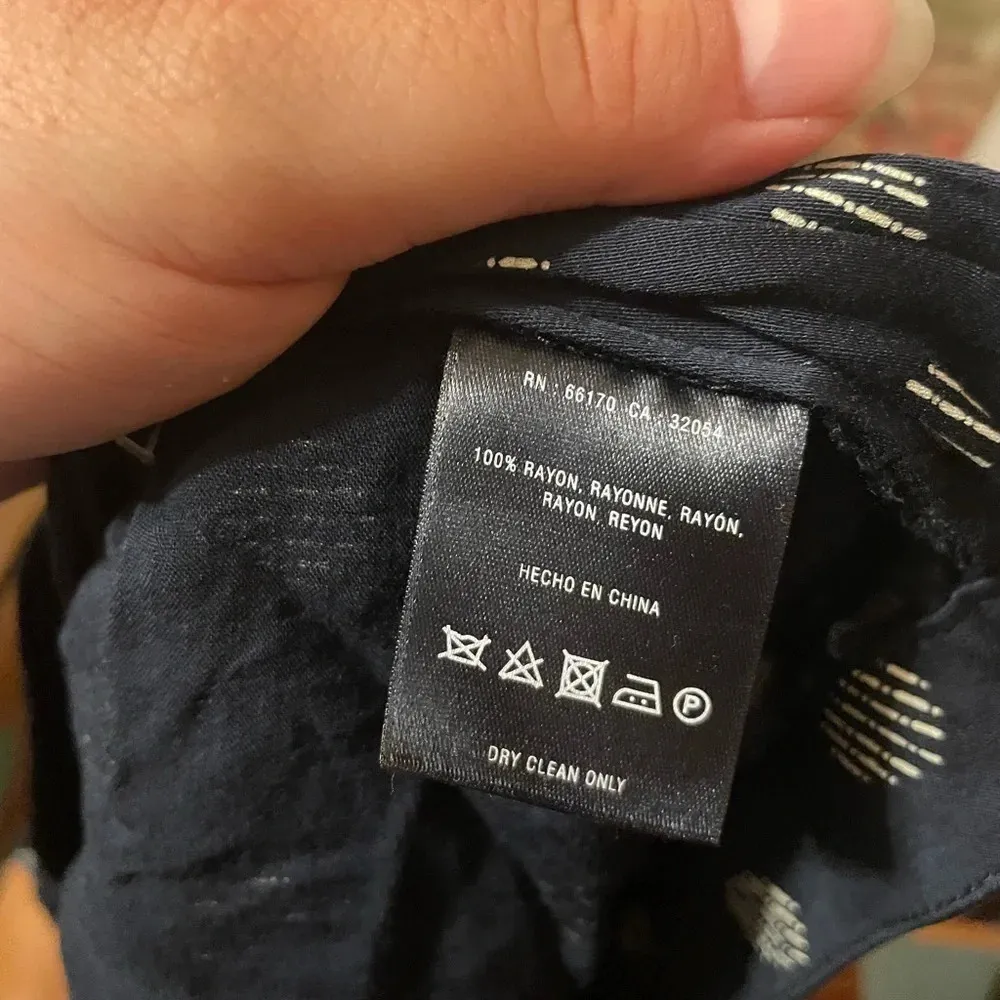 RN : 66170 CA : 32054
100% RAYON, RAYONNE, RAYÓN,
RAYON, REYON
HECHO EN CHINA
P
DRY CLEAN ONLY